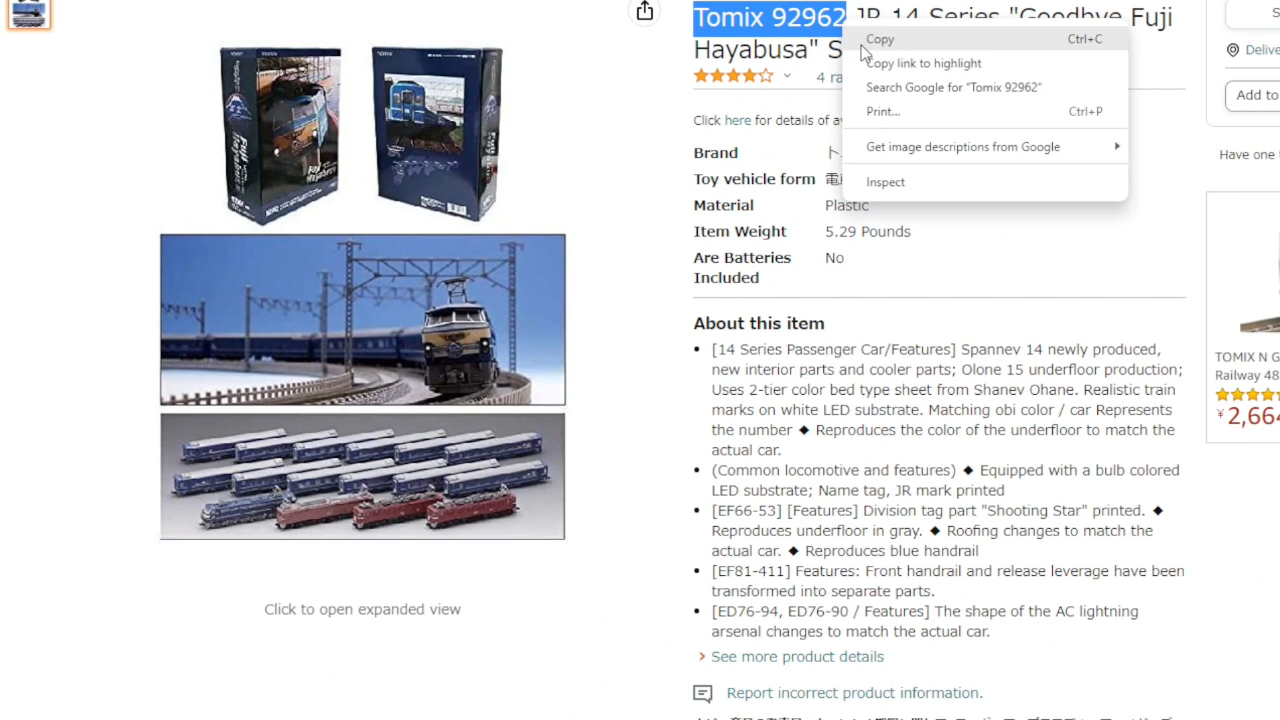 Tomix 92962 JR 14 Series "Goodbye Fuji
Hayabusa" S
4 ra
Click here for details of av
Brand
Toy vehicle form 電
Material Plastic
Item Weight 5.29 Pounds
Are Batteries No
Included
Copy Ctrl+C
Copy link to highlight
Search Google for "Tomix 92962"
Print... Ctrl+P
Get image descriptions from Google
Inspect
About this item
[14 Series Passenger Car/Features] Spannev 14 newly produced,
new interior parts and cooler parts; Olone 15 underfloor production;
Uses 2-tier color bed type sheet from Shanev Ohane. Realistic train
marks on white LED substrate. Matching obi color / car Represents
the number ◆ Reproduces the color of the underfloor to match the
actual car.
(Common locomotive and features) ◆ Equipped with a bulb colored
LED substrate; Name tag, JR mark printed
[EF66-53] [Features] Division tag part "Shooting Star" printed. ◆
Reproduces underfloor in gray. ◆ Roofing changes to match the
actual car. ◆ Reproduces blue handrail
[EF81-411] Features: Front handrail and release leverage have been
transformed into separate parts.
[ED76-94, ED76-90 / Features] The shape of the AC lightning
arsenal changes to match the actual car.
› See more product details
Report incorrect product information.
Click to open expanded view
Delive
Add to
Have one
TOMIX N G
Railway 48
¥2,664
Fuji
Hayabusa